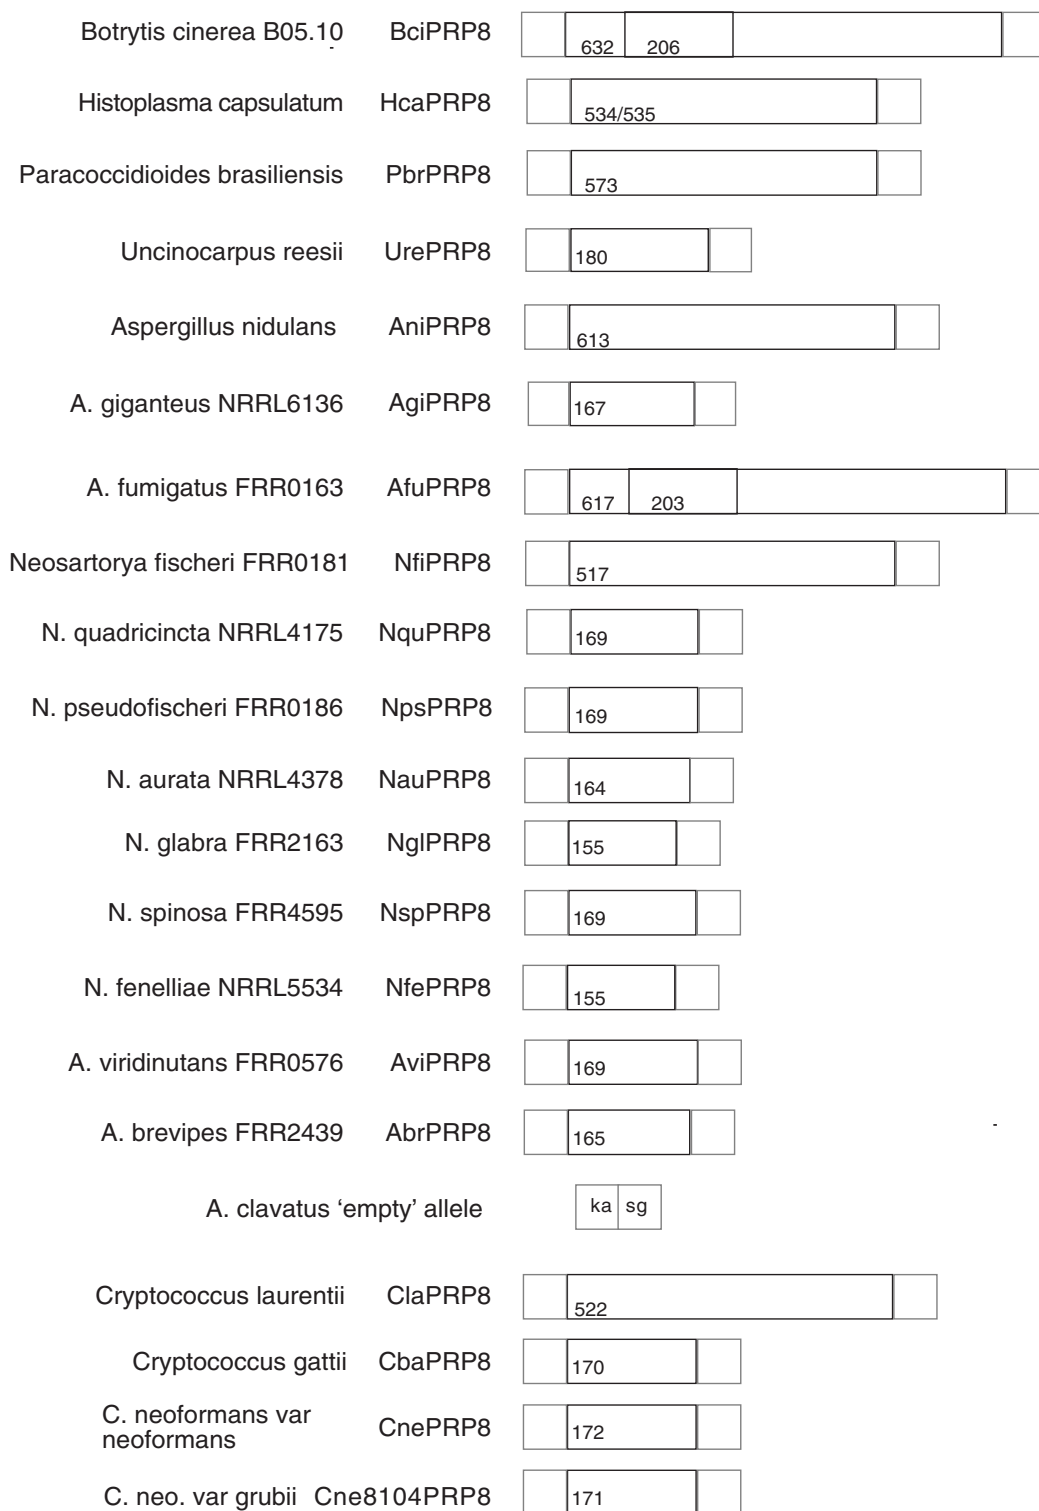 Botrytis cinerea B05.10 BciPRP8 632 206
Histoplasma capsulatum HcaPRP8 534/535
Paracoccidioides brasiliensis PbrPRP8 573
Uncinocarpus reesii UrePRP8 180
Aspergillus nidulans AniPRP8 613
A. giganteus NRRL6136 AgiPRP8 167
A. fumigatus FRR0163 AfuPRP8 617 203
Neosartorya fischeri FRR0181 NfiPRP8 517
N. quadricincta NRRL4175 NquPRP8 169
N. pseudofischeri FRR0186 NpsPRP8 169
N. aurata NRRL4378 NauPRP8 164
N. glabra FRR2163 NglPRP8 155
N. spinosa FRR4595 NspPRP8 169
N. fenelliae NRRL5534 NfePRP8 155
A. viridinutans FRR0576 AviPRP8 169
A. brevipes FRR2439 AbrPRP8 165
A. clavatus ‘empty’ allele ka sg
Cryptococcus laurentii ClaPRP8 522
Cryptococcus gattii CbaPRP8 170
C. neoformans var
neoformans CnePRP8 172
C. neo. var grubii Cne8104PRP8 171